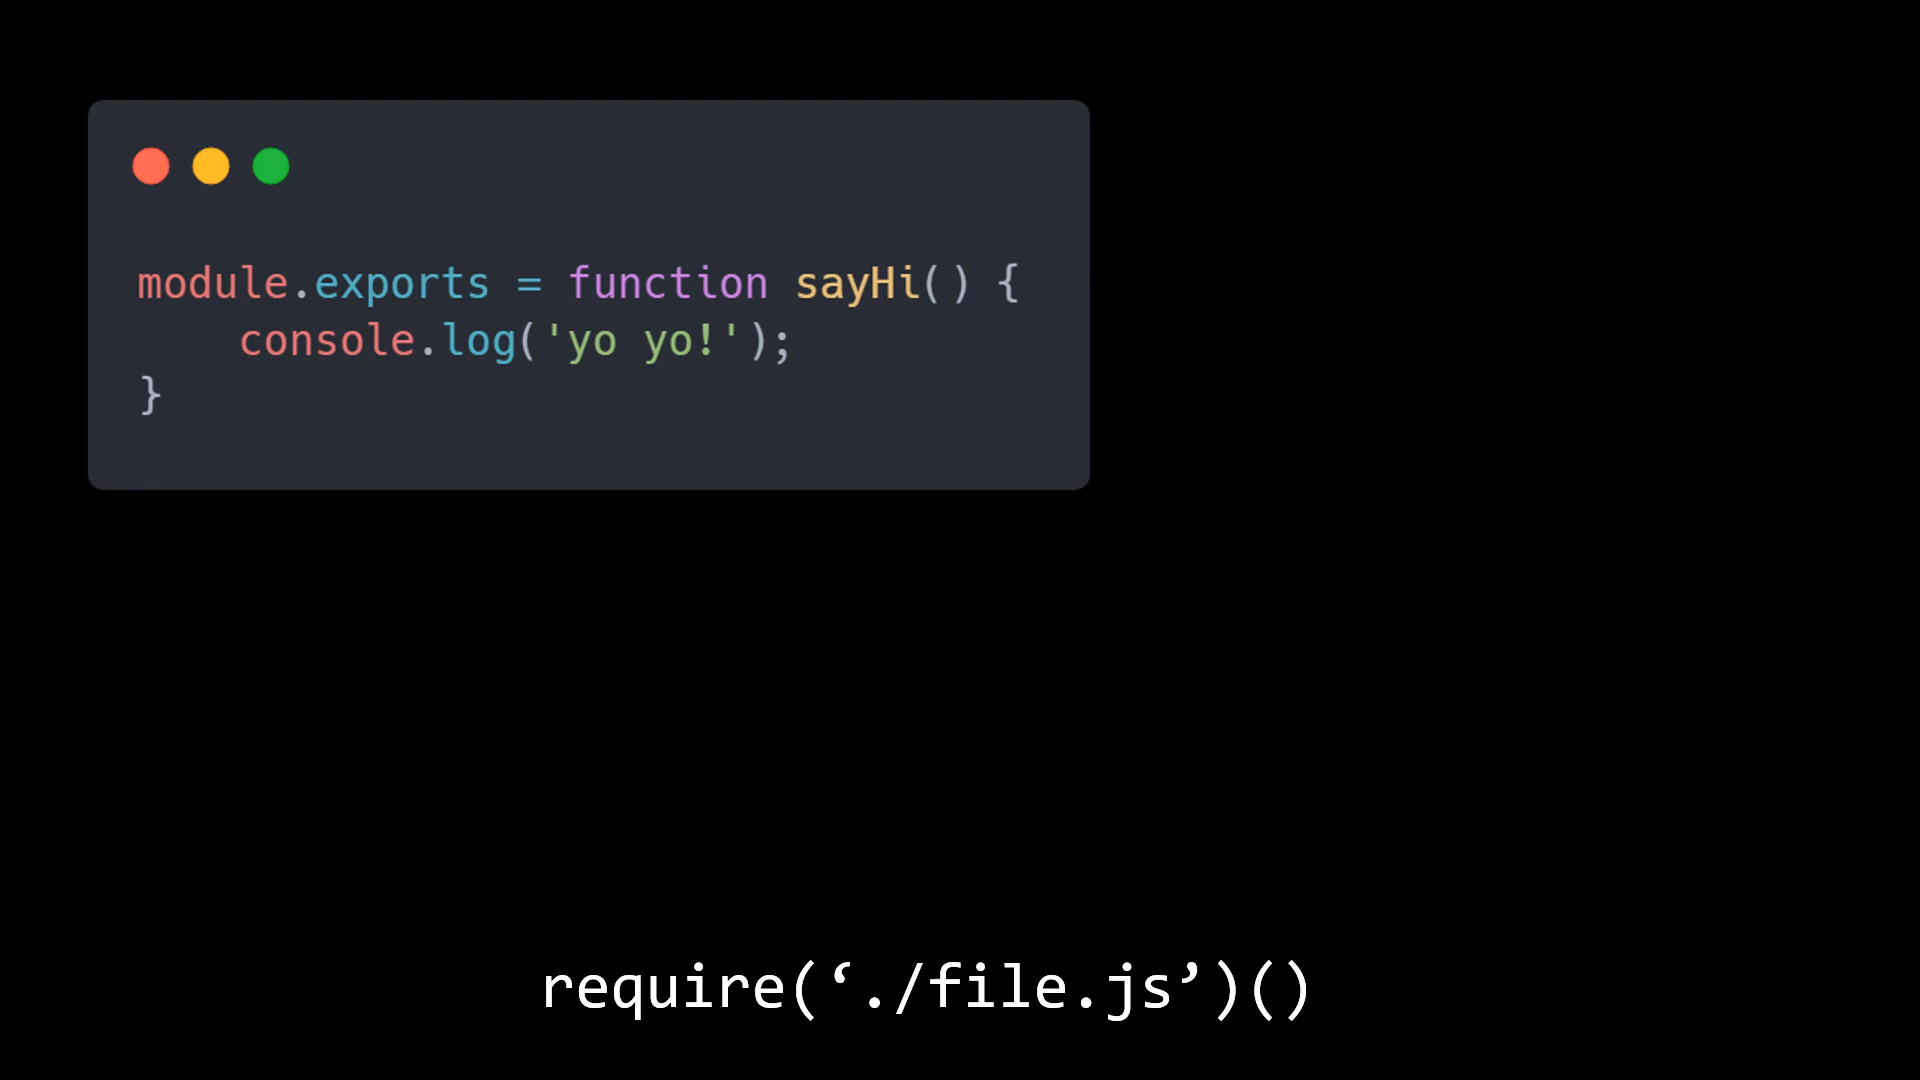 module.exports = function sayHi() {
    console.log('yo yo!');
}
require(‘./file.js’)()